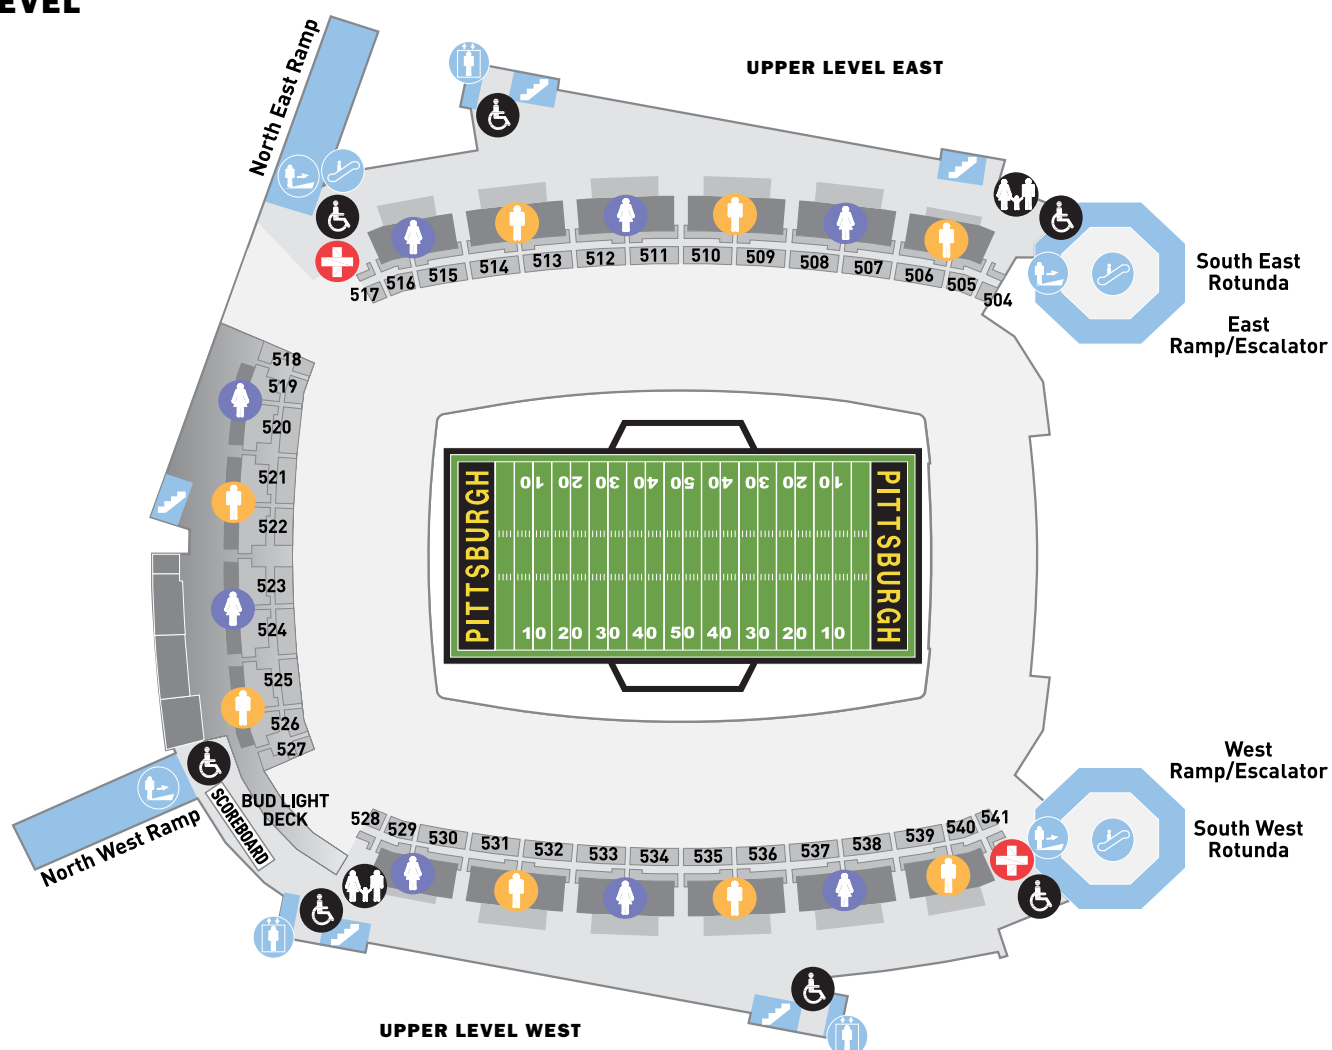 EVEL
UPPER LEVEL EAST
North East Ramp
517
516
515
514
513
512
511
510
509
508
507
506
505
504
South East
Rotunda
East
Ramp/Escalator
518
519
520
521
522
523
524
525
526
527
10 20 30 40 50 40 30 20 10
PITTSBURGH
PITTSBURGH
10 20 30 40 50 40 30 20 10
West
Ramp/Escalator
South West
Rotunda
North West Ramp
SCOREBOARD
BUD LIGHT
DECK
528
529
530
531
532
533
534
535
536
537
538
539
540
541
UPPER LEVEL WEST